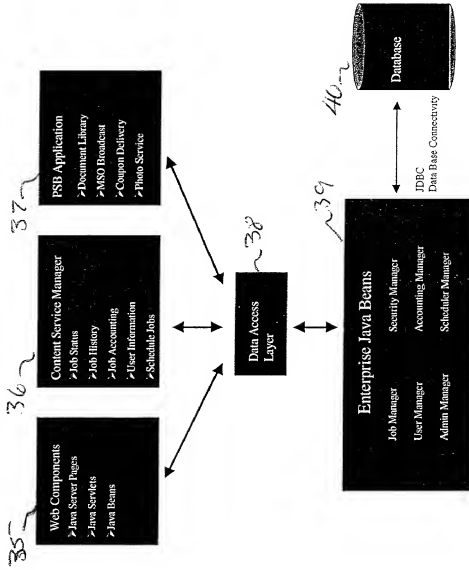 35
Web Components
➢Java Server Pages
➢Java Servlets
➢Java Beans
36
Content Service Manager
➢Job Status
➢Job History
➢Job Accounting
➢User Information
➢Schedule Jobs
37
PSB Application
➢Document Library
➢MSO Broadcast
➢Coupon Delivery
➢Photo Service
Data Access
Layer
38
Enterprise Java Beans
Job Manager Security Manager
User Manager Accounting Manager
Admin Manager Scheduler Manager
39
JDBC
Data Base Connectivity
40
Database